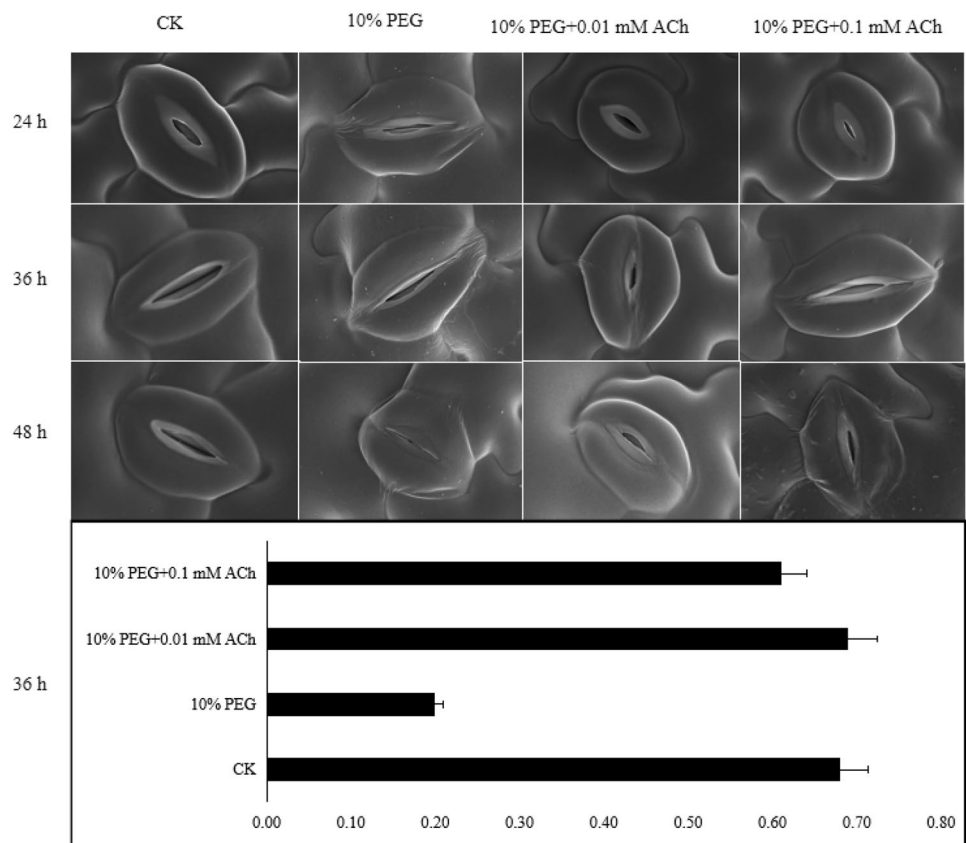 CK 10% PEG 10% PEG+0.01 mM ACh 10% PEG+0.1 mM ACh
24 h
36 h
48 h
10% PEG+0.1 mM ACh
10% PEG+0.01 mM ACh
36 h
10% PEG
CK
0.00 0.10 0.20 0.30 0.40 0.50 0.60 0.70 0.80